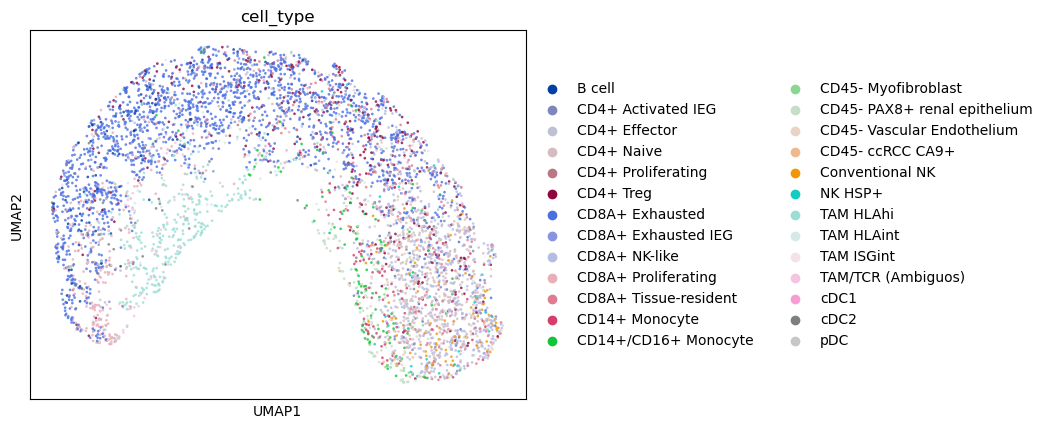 cell_type
UMAP2
UMAP1
B cell
CD4+ Activated IEG
CD4+ Effector
CD4+ Naive
CD4+ Proliferating
CD4+ Treg
CD8A+ Exhausted
CD8A+ Exhausted IEG
CD8A+ NK-like
CD8A+ Proliferating
CD8A+ Tissue-resident
CD14+ Monocyte
CD14+/CD16+ Monocyte
CD45- Myofibroblast
CD45- PAX8+ renal epithelium
CD45- Vascular Endothelium
CD45- ccRCC CA9+
Conventional NK
NK HSP+
TAM HLAhi
TAM HLAint
TAM ISGint
TAM/TCR (Ambiguos)
cDC1
cDC2
pDC